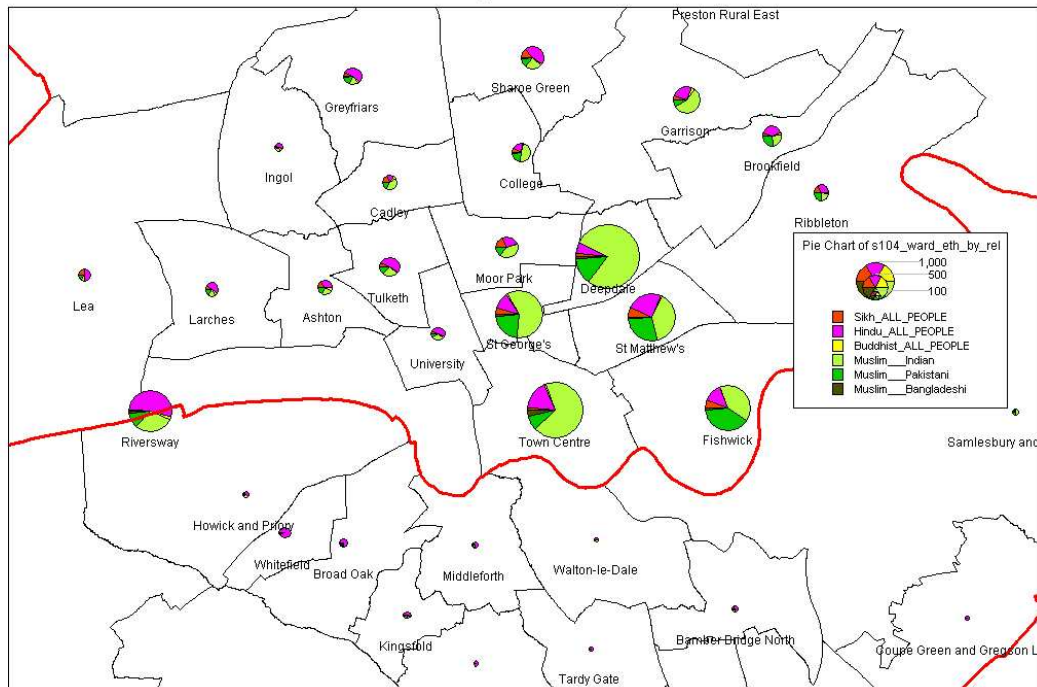 Preston Rural East
Sharoe Green
Greyfriars
Garrison
Brookfield
Ingol
College
Cadley
Ribbleton
Pie Chart of s104_ward_eth_by_rel
1,000
500
100
Sikh_ALL_PEOPLE
Hindu_ALL_PEOPLE
Buddhist_ALL_PEOPLE
Muslim___Indian
Muslim___Pakistani
Muslim___Bangladeshi
Moor Park
Deepdale
Lea
Larches
Ashton
Tulketh
St George's
St Matthew's
University
Riversway
Town Centre
Fishwick
Samlesbury and
Howick and Priory
Whitefield
Broad Oak
Middleforth
Walton-le-Dale
Kingsfold
Bamber Bridge North
Coupe Green and Gregson L
Tardy Gate